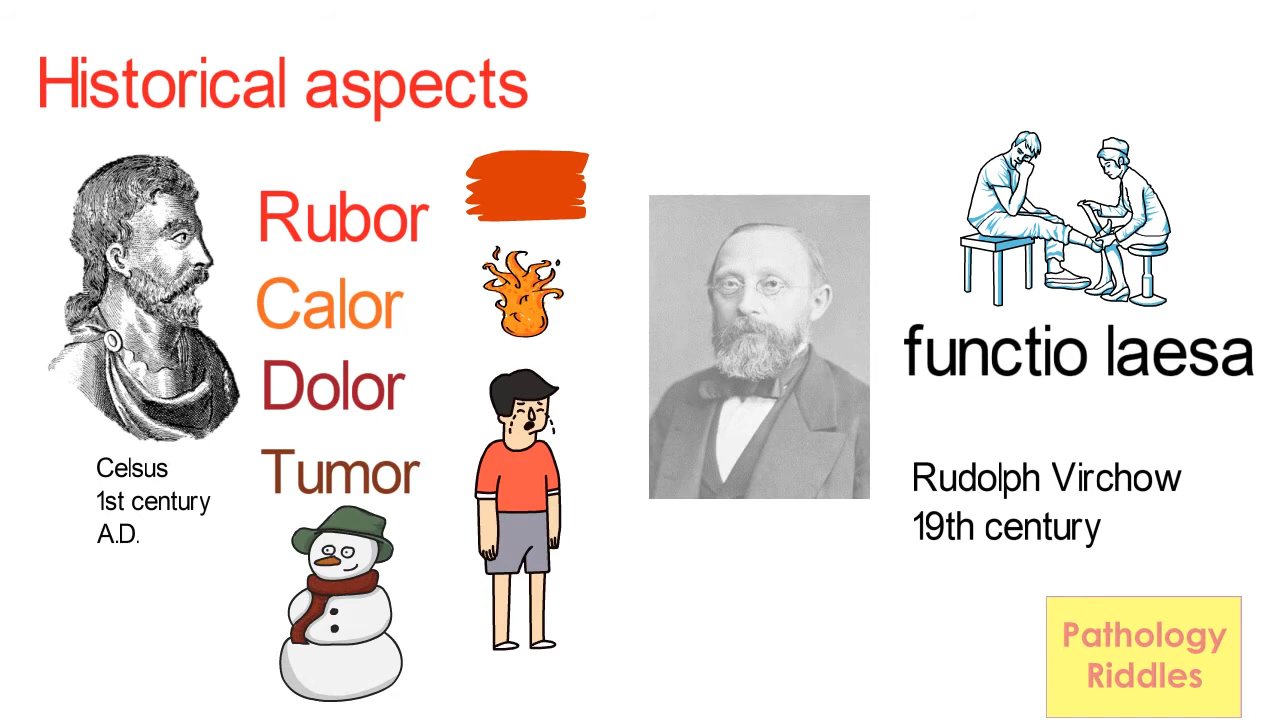 Historical aspects
Rubor
Calor
Dolor
Tumor
Celsus
1st century
A.D.
functio laesa
Rudolph Virchow
19th century
Pathology
Riddles